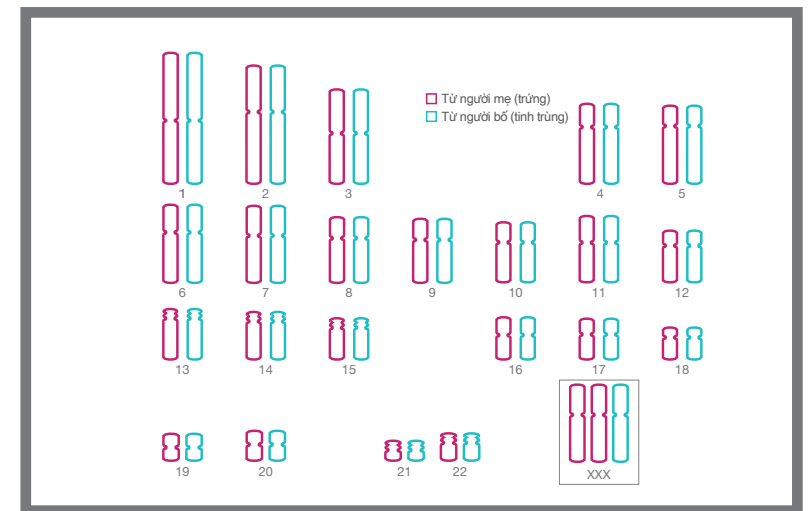 Từ người mẹ (trứng)
Từ người bố (tinh trùng)
1 2 3 4 5
6 7 8 9 10 11 12
13 14 15 16 17 18
19 20 21 22 XXX